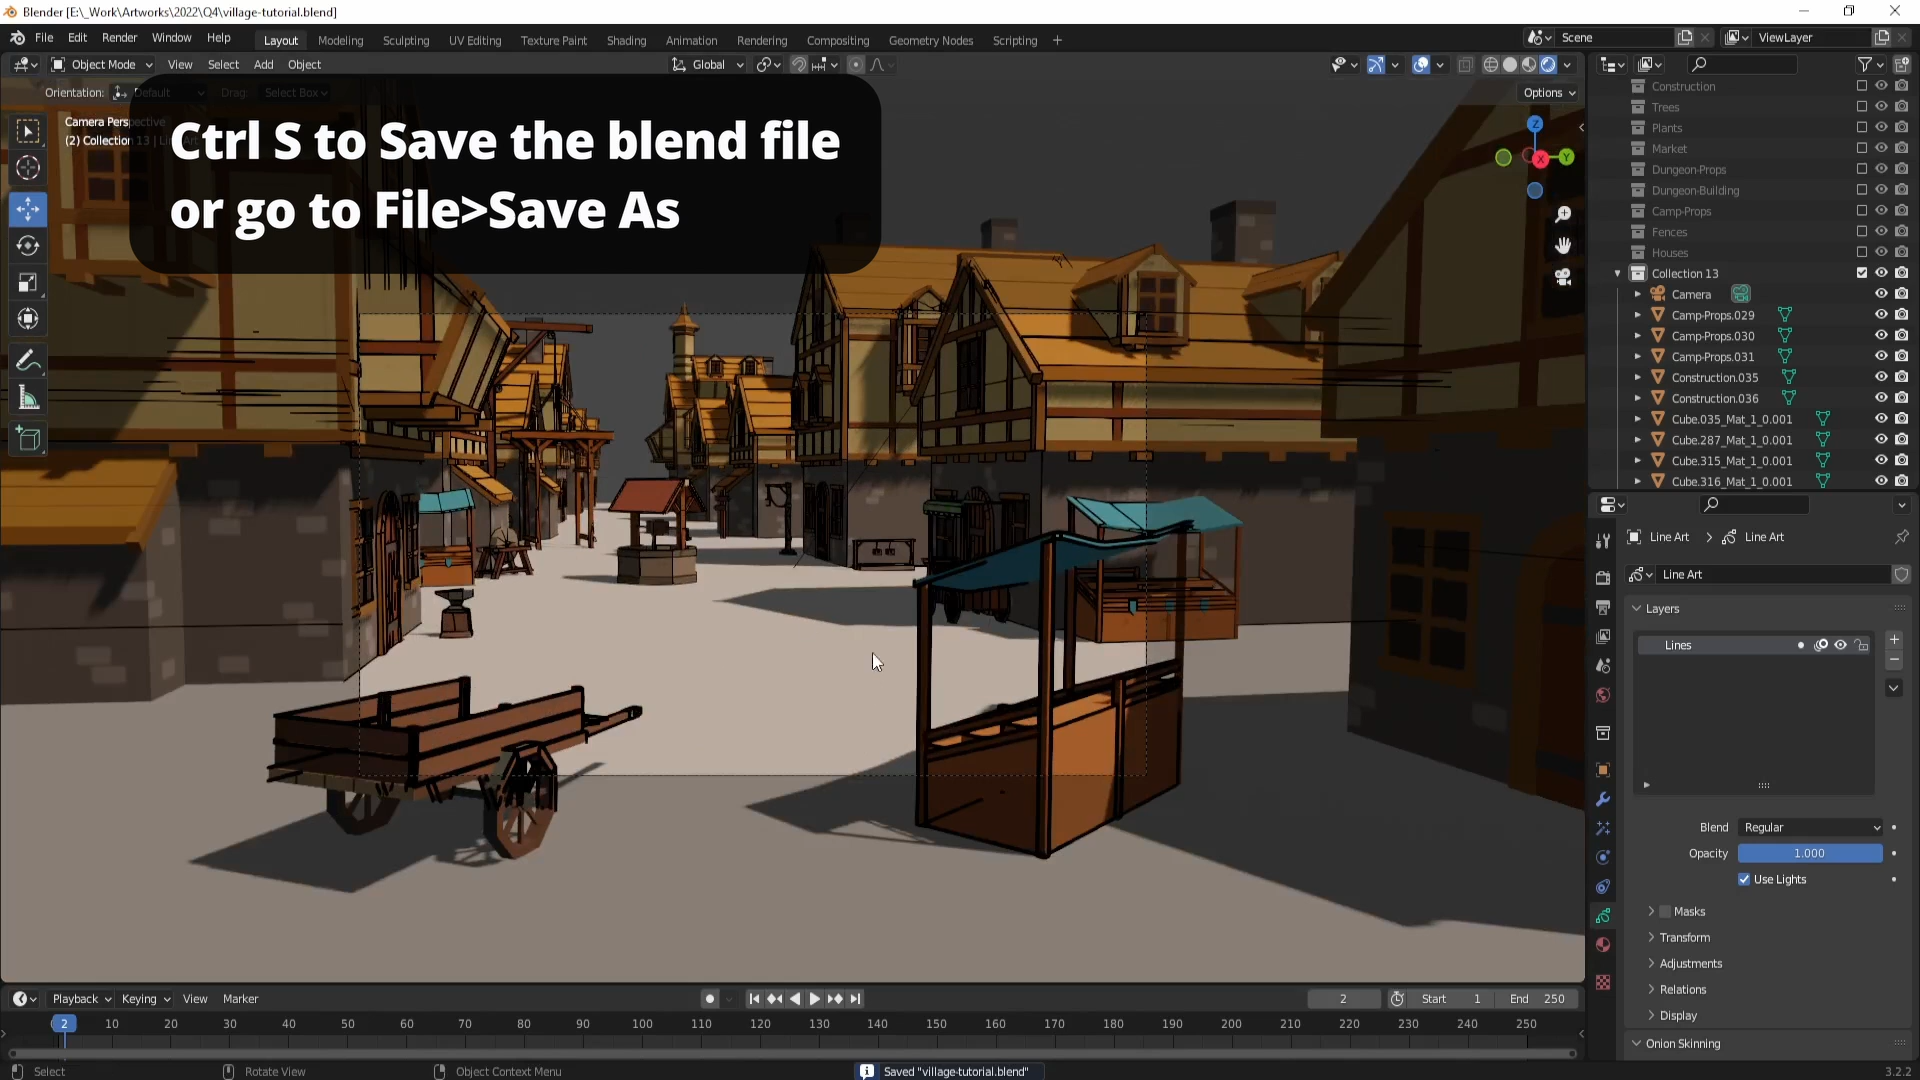 Blender [E:\_Work\Artworks\2022\Q4\village-tutorial.blend]
File Edit Render Window Help
Layout Modeling Sculpting UV Editing Texture Paint Shading Animation Rendering Compositing Geometry Nodes Scripting +
Scene
ViewLayer
Object Mode View Select Add Object
Global
Orientation: Default Drag: Select Box
Options
Camera Perspective
(2) Collection 13 | Line Art
Ctrl S to Save the blend file
or go to File>Save As
Z
Y
X
Construction
Trees
Plants
Market
Dungeon-Props
Dungeon-Building
Camp-Props
Fences
Houses
Collection 13
Camera
Camp-Props.029
Camp-Props.030
Camp-Props.031
Construction.035
Construction.036
Cube.035_Mat_1_0.001
Cube.287_Mat_1_0.001
Cube.315_Mat_1_0.001
Cube.316_Mat_1_0.001
Line Art > Line Art
Line Art
Layers
Lines
Blend Regular
Opacity 1.000
Use Lights
Masks
Transform
Adjustments
Relations
Display
Onion Skinning
Playback Keying View Marker
2 Start 1 End 250
2 10 20 30 40 50 60 70 80 90 100 110 120 130 140 150 160 170 180 190 200 210 220 230 240 250
Select Rotate View Object Context Menu
Saved "village-tutorial.blend"
3.2.2